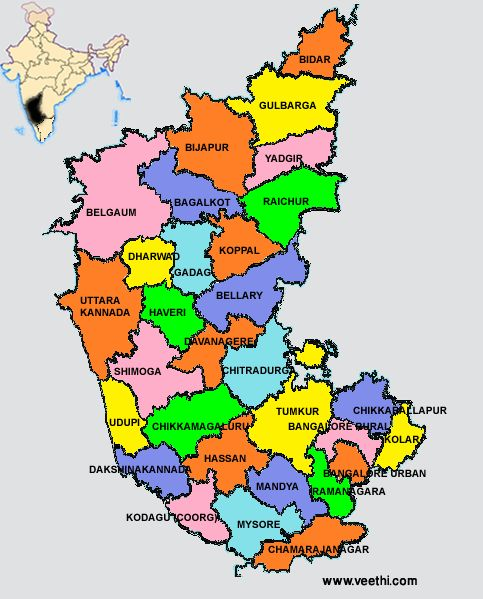 BIDAR
GULBARGA
BIJAPUR
YADGIR
BAGALKOT
RAICHUR
BELGAUM
KOPPAL
DHARWAD
GADAG
BELLARY
UTTARA
KANNADA
HAVERI
DAVANAGERE
SHIMOGA
CHITRADURG
CHIKKABALLAPUR
TUMKUR
UDUPI
CHIKKAMAGALURU
BANGALORE RURAL
KOLAR
HASSAN
DAKSHINAKANNADA
BANGALORE URBAN
MANDYA
RAMANAGARA
KODAGU (COORG)
MYSORE
CHAMARAJANAGAR
www.veethi.com